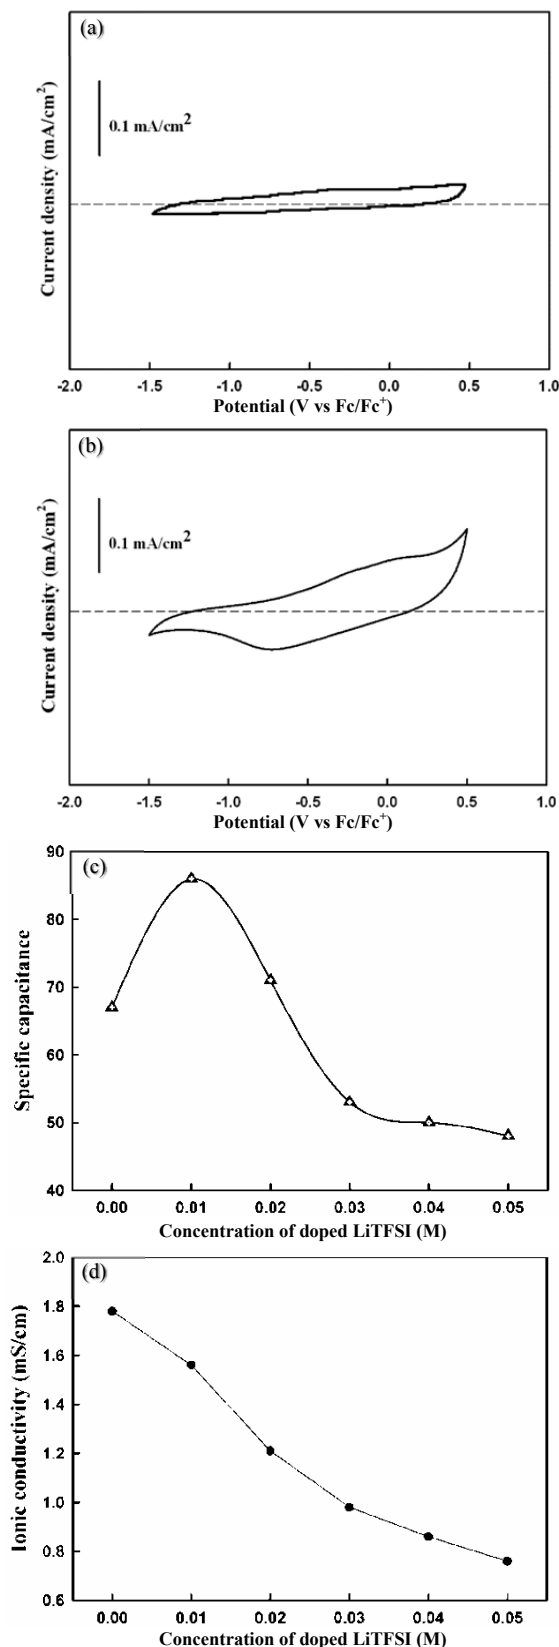 (a)
0.1 mA/cm²
Current density (mA/cm²)
-2.0 -1.5 -1.0 -0.5 0.0 0.5 1.0
Potential (V vs Fc/Fc⁺)
(b)
0.1 mA/cm²
Current density (mA/cm²)
-2.0 -1.5 -1.0 -0.5 0.0 0.5 1.0
Potential (V vs Fc/Fc⁺)
(c)
90
80
70
60
50
40
Specific capacitance
0.00 0.01 0.02 0.03 0.04 0.05
Concentration of doped LiTFSI (M)
(d)
2.0
1.8
1.6
1.4
1.2
1.0
0.8
0.6
Ionic conductivity (mS/cm)
0.00 0.01 0.02 0.03 0.04 0.05
Concentration of doped LiTFSI (M)